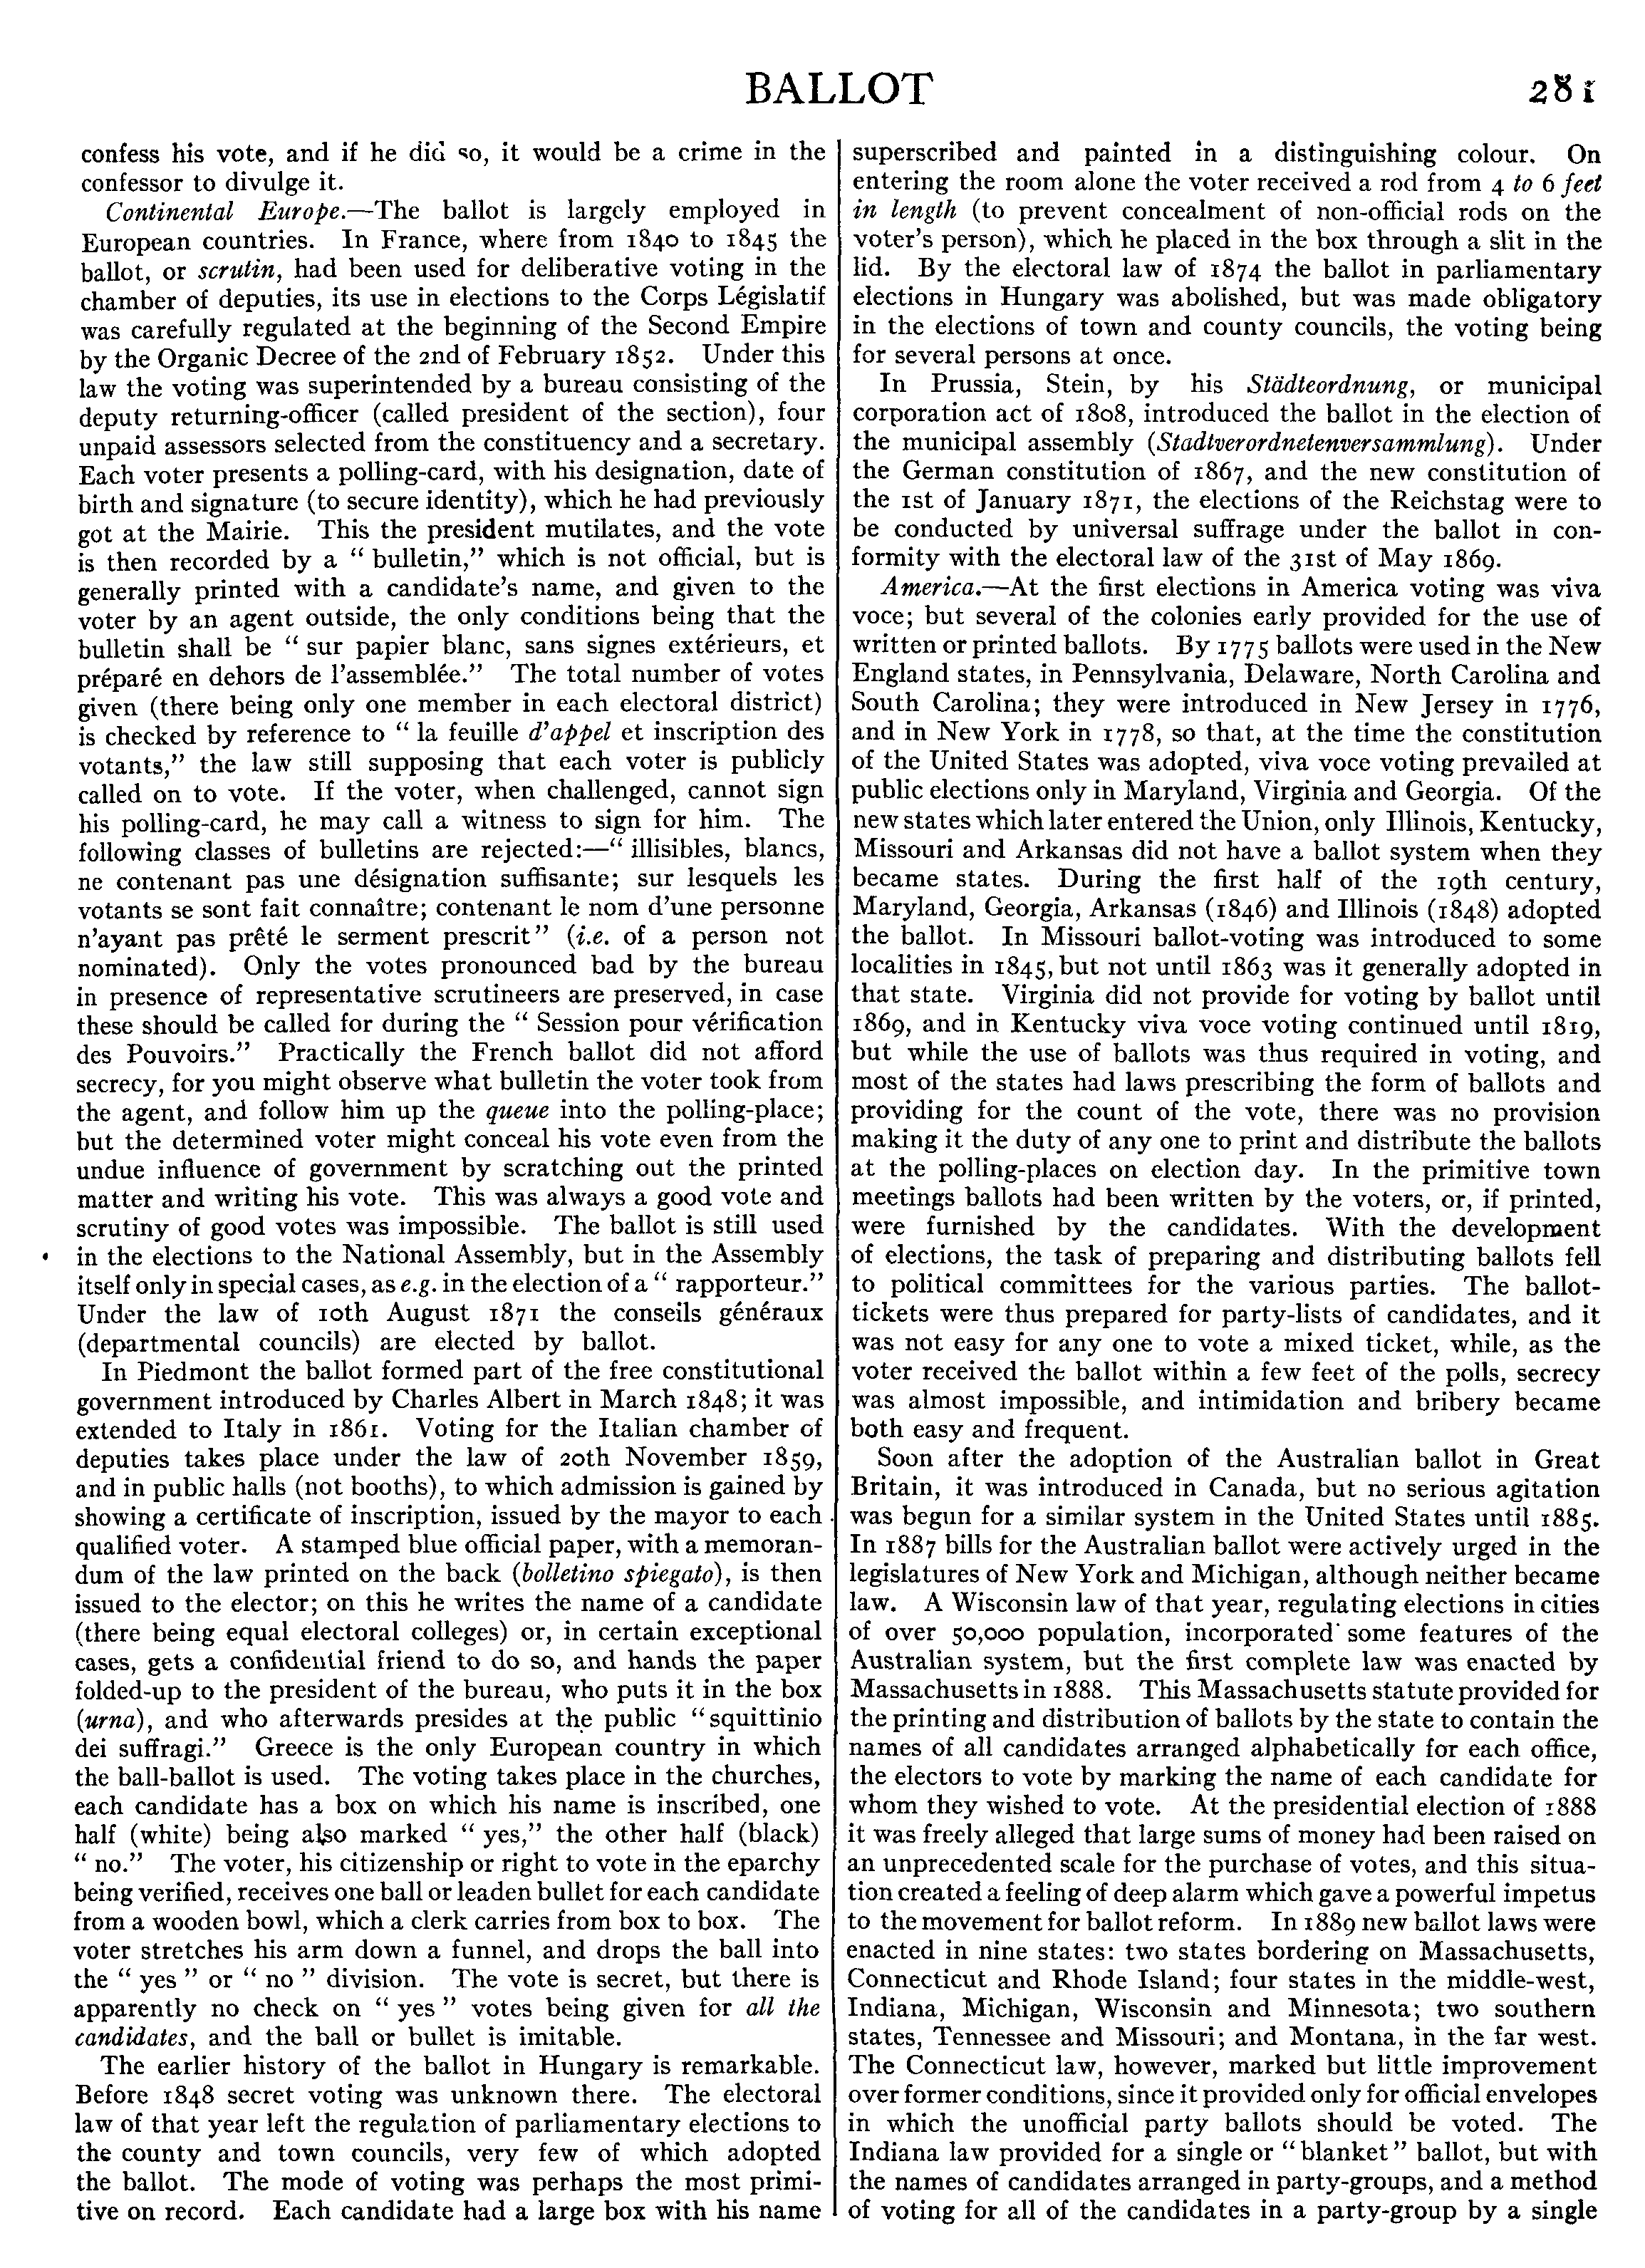 BALLOT
281
confess his vote, and if he did so, it would be a crime in the
confessor to divulge it.
Continental Europe.—The ballot is largely employed in
European countries. In France, where from 1840 to 1845 the
ballot, or scrutin, had been used for deliberative voting in the
chamber of deputies, its use in elections to the Corps Législatif
was carefully regulated at the beginning of the Second Empire
by the Organic Decree of the 2nd of February 1852. Under this
law the voting was superintended by a bureau consisting of the
deputy returning-officer (called president of the section), four
unpaid assessors selected from the constituency and a secretary.
Each voter presents a polling-card, with his designation, date of
birth and signature (to secure identity), which he had previously
got at the Mairie. This the president mutilates, and the vote
is then recorded by a “ bulletin,” which is not official, but is
generally printed with a candidate’s name, and given to the
voter by an agent outside, the only conditions being that the
bulletin shall be “ sur papier blanc, sans signes extérieurs, et
préparé en dehors de l’assemblée.” The total number of votes
given (there being only one member in each electoral district)
is checked by reference to “ la feuille d’appel et inscription des
votants,” the law still supposing that each voter is publicly
called on to vote. If the voter, when challenged, cannot sign
his polling-card, he may call a witness to sign for him. The
following classes of bulletins are rejected:—“ illisibles, blancs,
ne contenant pas une désignation suffisante; sur lesquels les
votants se sont fait connaître; contenant le nom d’une personne
n’ayant pas prêté le serment prescrit” (i.e. of a person not
nominated). Only the votes pronounced bad by the bureau
in presence of representative scrutineers are preserved, in case
these should be called for during the “ Session pour vérification
des Pouvoirs.” Practically the French ballot did not afford
secrecy, for you might observe what bulletin the voter took from
the agent, and follow him up the queue into the polling-place;
but the determined voter might conceal his vote even from the
undue influence of government by scratching out the printed
matter and writing his vote. This was always a good vote and
scrutiny of good votes was impossible. The ballot is still used
in the elections to the National Assembly, but in the Assembly
itself only in special cases, as e.g. in the election of a “ rapporteur.”
Under the law of 10th August 1871 the conseils généraux
(departmental councils) are elected by ballot.
In Piedmont the ballot formed part of the free constitutional
government introduced by Charles Albert in March 1848; it was
extended to Italy in 1861. Voting for the Italian chamber of
deputies takes place under the law of 20th November 1859,
and in public halls (not booths), to which admission is gained by
showing a certificate of inscription, issued by the mayor to each
qualified voter. A stamped blue official paper, with a memoran-
dum of the law printed on the back (bolletino spiegato), is then
issued to the elector; on this he writes the name of a candidate
(there being equal electoral colleges) or, in certain exceptional
cases, gets a confidential friend to do so, and hands the paper
folded-up to the president of the bureau, who puts it in the box
(urna), and who afterwards presides at the public “squittinio
dei suffragi.” Greece is the only European country in which
the ball-ballot is used. The voting takes place in the churches,
each candidate has a box on which his name is inscribed, one
half (white) being also marked “ yes,” the other half (black)
“ no.” The voter, his citizenship or right to vote in the eparchy
being verified, receives one ball or leaden bullet for each candidate
from a wooden bowl, which a clerk carries from box to box. The
voter stretches his arm down a funnel, and drops the ball into
the “ yes ” or “ no ” division. The vote is secret, but there is
apparently no check on “ yes ” votes being given for all the
candidates, and the ball or bullet is imitable.
The earlier history of the ballot in Hungary is remarkable.
Before 1848 secret voting was unknown there. The electoral
law of that year left the regulation of parliamentary elections to
the county and town councils, very few of which adopted
the ballot. The mode of voting was perhaps the most primi-
tive on record. Each candidate had a large box with his name
superscribed and painted in a distinguishing colour. On
entering the room alone the voter received a rod from 4 to 6 feet
in length (to prevent concealment of non-official rods on the
voter’s person), which he placed in the box through a slit in the
lid. By the electoral law of 1874 the ballot in parliamentary
elections in Hungary was abolished, but was made obligatory
in the elections of town and county councils, the voting being
for several persons at once.
In Prussia, Stein, by his Städteordnung, or municipal
corporation act of 1808, introduced the ballot in the election of
the municipal assembly (Stadtverordnetenversammlung). Under
the German constitution of 1867, and the new constitution of
the 1st of January 1871, the elections of the Reichstag were to
be conducted by universal suffrage under the ballot in con-
formity with the electoral law of the 31st of May 1869.
America.—At the first elections in America voting was viva
voce; but several of the colonies early provided for the use of
written or printed ballots. By 1775 ballots were used in the New
England states, in Pennsylvania, Delaware, North Carolina and
South Carolina; they were introduced in New Jersey in 1776,
and in New York in 1778, so that, at the time the constitution
of the United States was adopted, viva voce voting prevailed at
public elections only in Maryland, Virginia and Georgia. Of the
new states which later entered the Union, only Illinois, Kentucky,
Missouri and Arkansas did not have a ballot system when they
became states. During the first half of the 19th century,
Maryland, Georgia, Arkansas (1846) and Illinois (1848) adopted
the ballot. In Missouri ballot-voting was introduced to some
localities in 1845, but not until 1863 was it generally adopted in
that state. Virginia did not provide for voting by ballot until
1869, and in Kentucky viva voce voting continued until 1819,
but while the use of ballots was thus required in voting, and
most of the states had laws prescribing the form of ballots and
providing for the count of the vote, there was no provision
making it the duty of any one to print and distribute the ballots
at the polling-places on election day. In the primitive town
meetings ballots had been written by the voters, or, if printed,
were furnished by the candidates. With the development
of elections, the task of preparing and distributing ballots fell
to political committees for the various parties. The ballot-
tickets were thus prepared for party-lists of candidates, and it
was not easy for any one to vote a mixed ticket, while, as the
voter received the ballot within a few feet of the polls, secrecy
was almost impossible, and intimidation and bribery became
both easy and frequent.
Soon after the adoption of the Australian ballot in Great
Britain, it was introduced in Canada, but no serious agitation
was begun for a similar system in the United States until 1885.
In 1887 bills for the Australian ballot were actively urged in the
legislatures of New York and Michigan, although neither became
law. A Wisconsin law of that year, regulating elections in cities
of over 50,000 population, incorporated some features of the
Australian system, but the first complete law was enacted by
Massachusetts in 1888. This Massachusetts statute provided for
the printing and distribution of ballots by the state to contain the
names of all candidates arranged alphabetically for each office,
the electors to vote by marking the name of each candidate for
whom they wished to vote. At the presidential election of 1888
it was freely alleged that large sums of money had been raised on
an unprecedented scale for the purchase of votes, and this situa-
tion created a feeling of deep alarm which gave a powerful impetus
to the movement for ballot reform. In 1889 new ballot laws were
enacted in nine states: two states bordering on Massachusetts,
Connecticut and Rhode Island; four states in the middle-west,
Indiana, Michigan, Wisconsin and Minnesota; two southern
states, Tennessee and Missouri; and Montana, in the far west.
The Connecticut law, however, marked but little improvement
over former conditions, since it provided only for official envelopes
in which the unofficial party ballots should be voted. The
Indiana law provided for a single or “blanket” ballot, but with
the names of candidates arranged in party-groups, and a method
of voting for all of the candidates in a party-group by a single